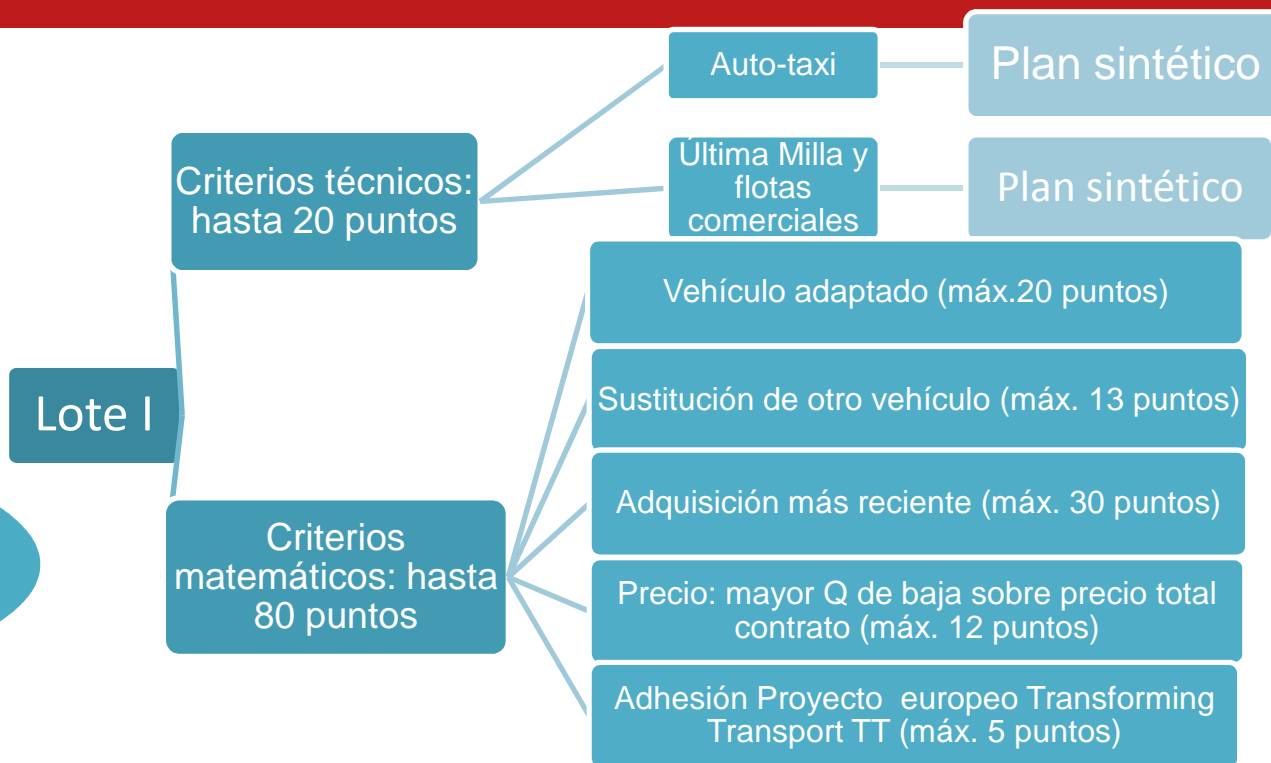 Lote I
Criterios técnicos:
hasta 20 puntos
Auto-taxi
Plan sintético
Última Milla y
flotas
comerciales
Plan sintético
Criterios
matemáticos: hasta
80 puntos
Vehículo adaptado (máx.20 puntos)
Sustitución de otro vehículo (máx. 13 puntos)
Adquisición más reciente (máx. 30 puntos)
Precio: mayor Q de baja sobre precio total
contrato (máx. 12 puntos)
Adhesión Proyecto europeo Transforming
Transport TT (máx. 5 puntos)